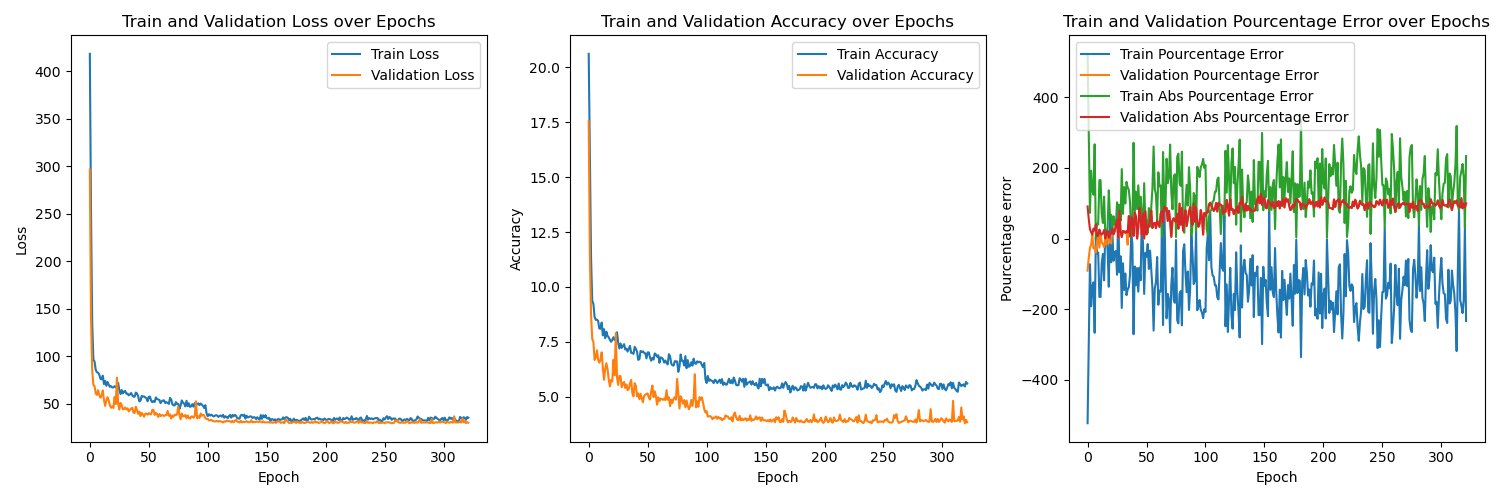 Train and Validation Loss over Epochs
Train Loss
Validation Loss
400
350
300
250
200
150
100
50
Loss
0 50 100 150 200 250 300
Epoch
Train and Validation Accuracy over Epochs
Train Accuracy
Validation Accuracy
20.0
17.5
15.0
12.5
10.0
7.5
5.0
Accuracy
0 50 100 150 200 250 300
Epoch
Train and Validation Pourcentage Error over Epochs
Train Pourcentage Error
Validation Pourcentage Error
Train Abs Pourcentage Error
Validation Abs Pourcentage Error
400
200
0
−200
−400
Pourcentage error
0 50 100 150 200 250 300
Epoch